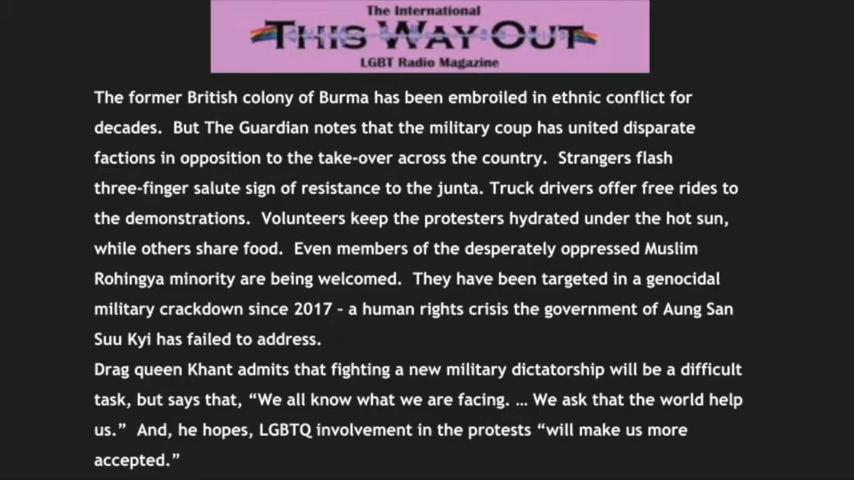 The International
THIS WAY OUT
LGBT Radio Magazine
The former British colony of Burma has been embroiled in ethnic conflict for
decades.  But The Guardian notes that the military coup has united disparate
factions in opposition to the take-over across the country.  Strangers flash
three-finger salute sign of resistance to the junta. Truck drivers offer free rides to
the demonstrations.  Volunteers keep the protesters hydrated under the hot sun,
while others share food.  Even members of the desperately oppressed Muslim
Rohingya minority are being welcomed.  They have been targeted in a genocidal
military crackdown since 2017 – a human rights crisis the government of Aung San
Suu Kyi has failed to address.
Drag queen Khant admits that fighting a new military dictatorship will be a difficult
task, but says that, “We all know what we are facing. … We ask that the world help
us.”  And, he hopes, LGBTQ involvement in the protests “will make us more
accepted.”